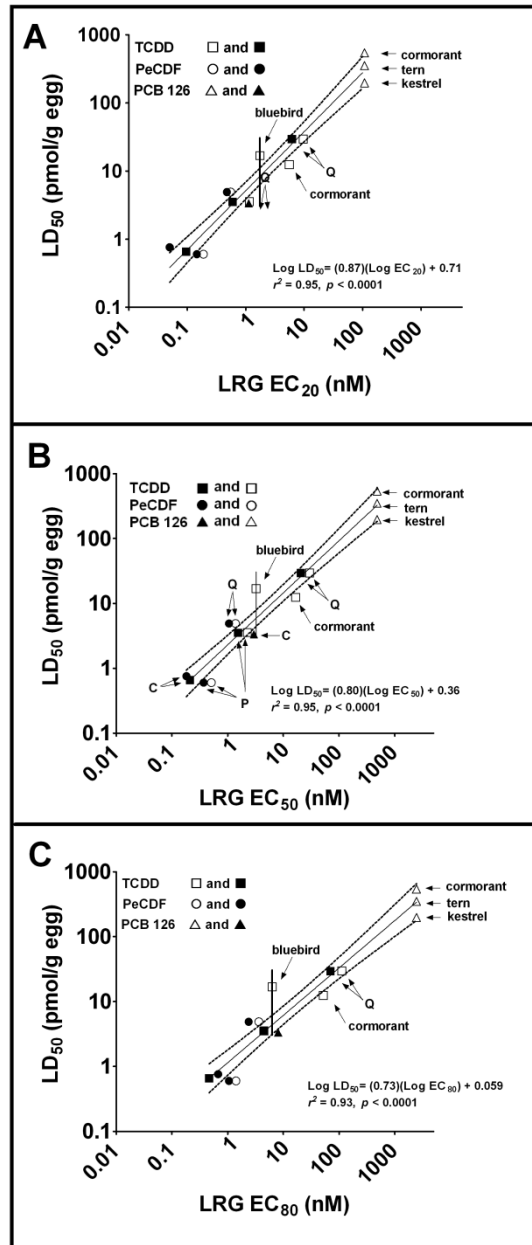 A
LD50 (pmol/g egg)
1000
100
10
1
0.1
TCDD □ and ■
PeCDF ○ and ●
PCB 126 △ and ▲
bluebird
cormorant
tern
kestrel
Q
Q
cormorant
Log LD50= (0.87)(Log EC20) + 0.71
r2 = 0.95, p < 0.0001
0.01 0.1 1 10 100 1000
LRG EC20 (nM)
B
LD50 (pmol/g egg)
1000
100
10
1
0.1
TCDD ■ and □
PeCDF ● and ○
PCB 126 ▲ and △
bluebird
cormorant
tern
kestrel
Q
Q
cormorant
C
C
P
Log LD50= (0.80)(Log EC50) + 0.36
r2 = 0.95, p < 0.0001
0.01 0.1 1 10 100 1000
LRG EC50 (nM)
C
LD50 (pmol/g egg)
1000
100
10
1
0.1
TCDD □ and ■
PeCDF ○ and ●
PCB 126 △ and ▲
bluebird
cormorant
tern
kestrel
Q
cormorant
Log LD50= (0.73)(Log EC80) + 0.059
r2 = 0.93, p < 0.0001
0.01 0.1 1 10 100 1000
LRG EC80 (nM)